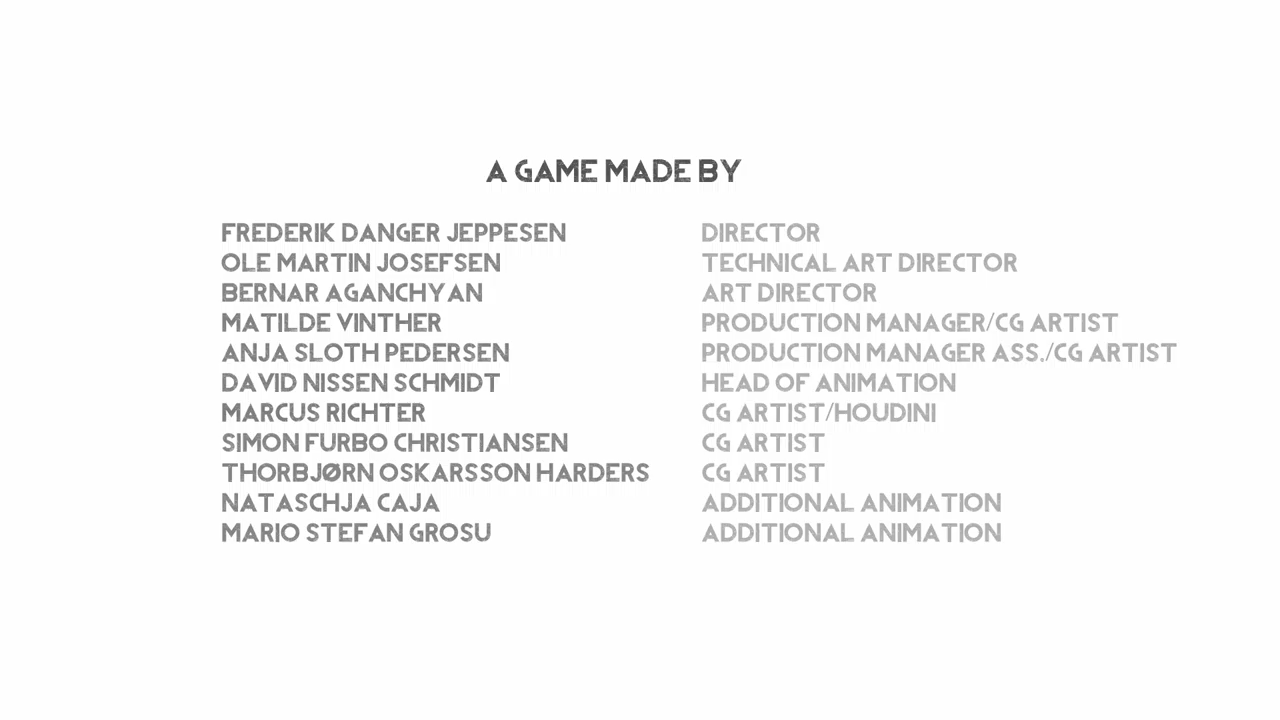 A GAME MADE BY
FREDERIK DANGER JEPPESEN DIRECTOR
OLE MARTIN JOSEFSEN TECHNICAL ART DIRECTOR
BERNAR AGANCHYAN ART DIRECTOR
MATILDE VINTHER PRODUCTION MANAGER/CG ARTIST
ANJA SLOTH PEDERSEN PRODUCTION MANAGER ASS./CG ARTIST
DAVID NISSEN SCHMIDT HEAD OF ANIMATION
MARCUS RICHTER CG ARTIST/HOUDINI
SIMON FURBO CHRISTIANSEN CG ARTIST
THORBJØRN OSKARSSON HARDERS CG ARTIST
NATASCHJA CAJA ADDITIONAL ANIMATION
MARIO STEFAN GROSU ADDITIONAL ANIMATION